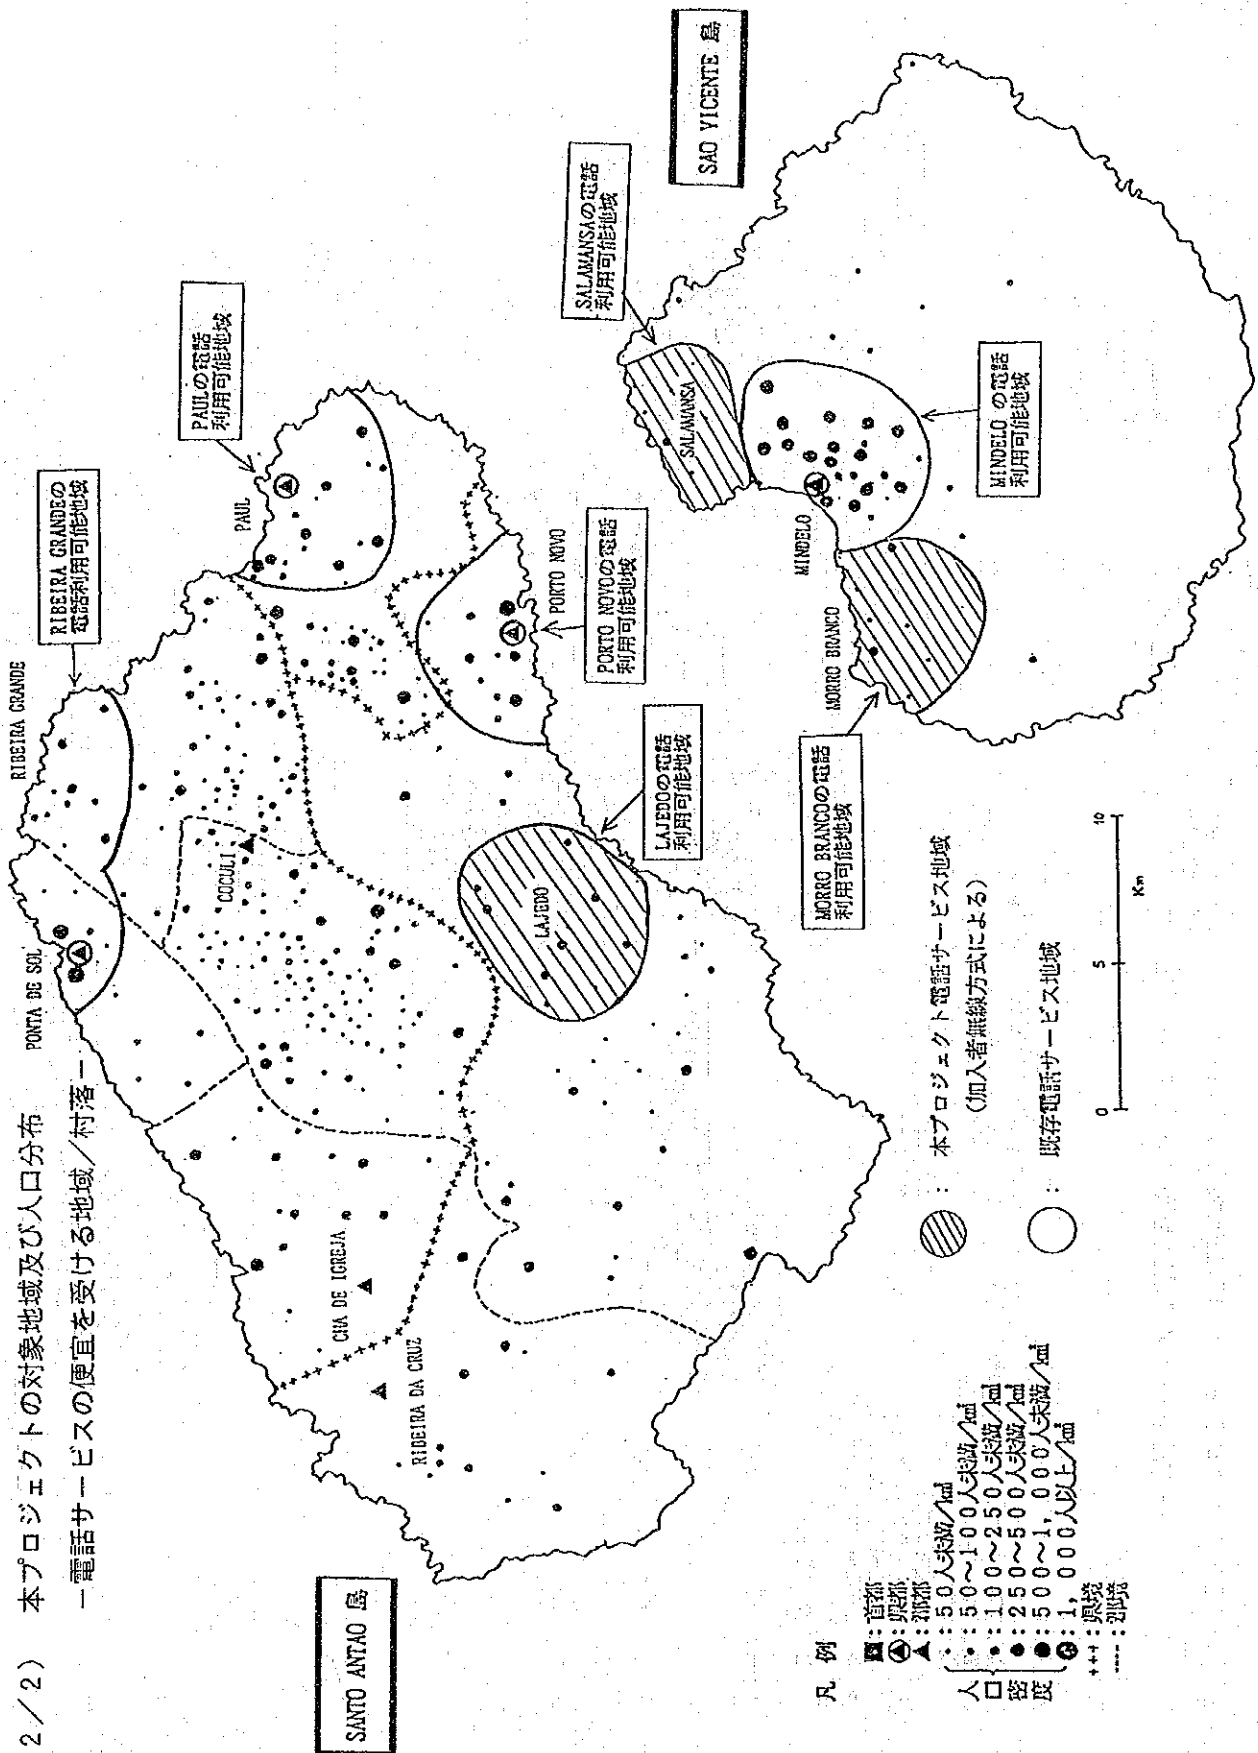 2/2) 本プロジェクトの対象地域及び人口分布
－電話サービスの便宜を受ける地域／村落－
SANTO ANTAO 島
SAO VICENTE 島
RIBEIRA GRANDEの
電話利用可能地域
PAULの電話
利用可能地域
PORTO NOVOの電話
利用可能地域
LAJEDOの電話
利用可能地域
SALAMANSAの電話
利用可能地域
MINDELO の電話
利用可能地域
MORRO BRANCOの電話
利用可能地域
PONTA DE SOL
RIBEIRA GRANDE
PAUL
PORTO NOVO
COCULI
LAJEDO
CHA DE IGREJA
RIBEIRA DA CRUZ
SALAMANSA
MINDELO
MORRO BRANCO
凡 例
:首都
:県都
:郡都
人口密度
:50人未満/km²
:50～100人未満/km²
:100～250人未満/km²
:250～500人未満/km²
:500～1,000人未満/km²
:1,000人以上/km²
+++:県境
----:郡境
: 本プロジェクト電話サービス地域
(加入者無線方式による)
: 既存電話サービス地域
0 5 10
Km